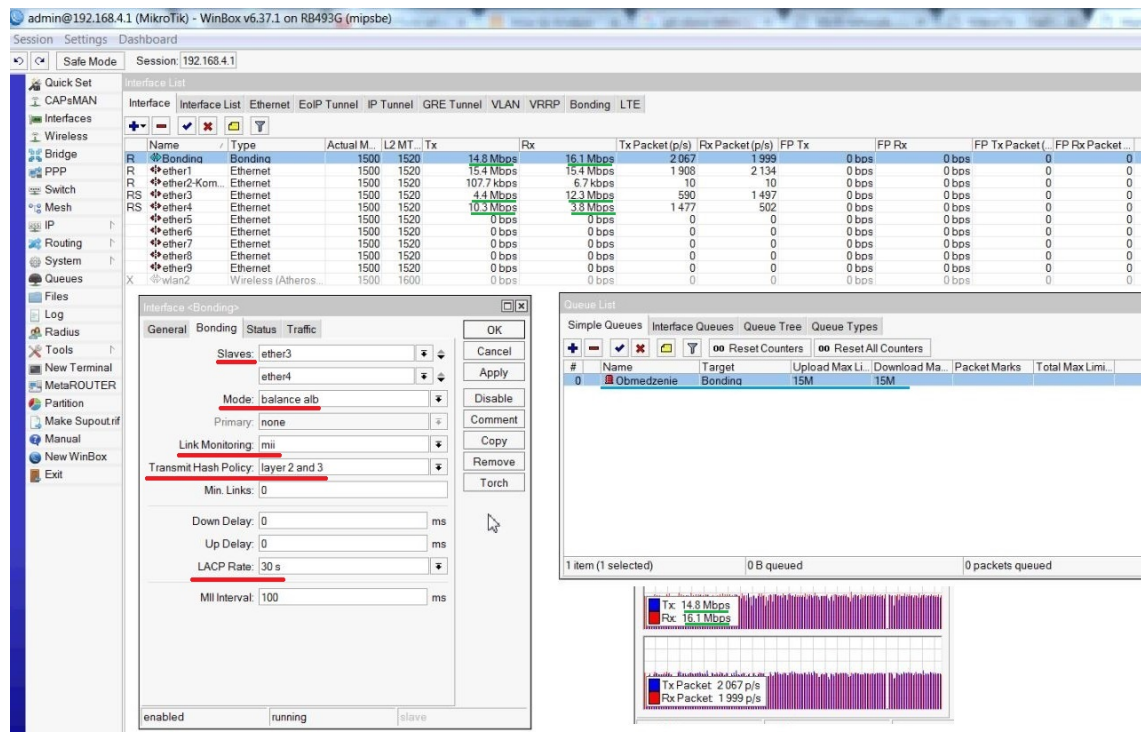 admin@192.168.4.1 (MikroTik) - WinBox v6.37.1 on RB493G (mipsbe)
Session Settings Dashboard
Safe Mode Session: 192.168.4.1
Quick Set
CAPsMAN
Interfaces
Wireless
Bridge
PPP
Switch
Mesh
IP
Routing
System
Queues
Files
Log
Radius
Tools
New Terminal
MetaROUTER
Partition
Make Supout.rif
Manual
New WinBox
Exit
Interface List
Interface Interface List Ethernet EoIP Tunnel IP Tunnel GRE Tunnel VLAN VRRP Bonding LTE
Name / Type Actual M... L2 MT... Tx Rx Tx Packet (p/s) Rx Packet (p/s) FP Tx FP Rx FP Tx Packet (... FP Rx Packet ...
R Bonding Bonding 1500 1520 14.8 Mbps 16.1 Mbps 2 067 1 999 0 bps 0 bps 0 0
R ether1 Ethernet 1500 1520 15.4 Mbps 15.4 Mbps 1 908 2 134 0 bps 0 bps 0 0
R ether2-Kom... Ethernet 1500 1520 107.7 kbps 6.7 kbps 10 10 0 bps 0 bps 0 0
RS ether3 Ethernet 1500 1520 4.4 Mbps 12.3 Mbps 590 1 497 0 bps 0 bps 0 0
RS ether4 Ethernet 1500 1520 10.3 Mbps 3.8 Mbps 1 477 502 0 bps 0 bps 0 0
ether5 Ethernet 1500 1520 0 bps 0 bps 0 0 0 bps 0 bps 0 0
ether6 Ethernet 1500 1520 0 bps 0 bps 0 0 0 bps 0 bps 0 0
ether7 Ethernet 1500 1520 0 bps 0 bps 0 0 0 bps 0 bps 0 0
ether8 Ethernet 1500 1520 0 bps 0 bps 0 0 0 bps 0 bps 0 0
ether9 Ethernet 1500 1520 0 bps 0 bps 0 0 0 bps 0 bps 0 0
X wlan2 Wireless (Atheros... 1500 1600 0 bps 0 bps 0 0 0 bps 0 bps 0 0
Interface <Bonding>
General Bonding Status Traffic
Slaves: ether3
ether4
Mode: balance alb
Primary: none
Link Monitoring: mii
Transmit Hash Policy: layer 2 and 3
Min. Links: 0
Down Delay: 0 ms
Up Delay: 0 ms
LACP Rate: 30 s
MII Interval: 100 ms
OK
Cancel
Apply
Disable
Comment
Copy
Remove
Torch
enabled running slave
Queue List
Simple Queues Interface Queues Queue Tree Queue Types
00 Reset Counters 00 Reset All Counters
# Name Target Upload Max Li... Download Ma... Packet Marks Total Max Limi...
0 Obmedzenie Bonding 15M 15M
1 item (1 selected) 0 B queued 0 packets queued
Tx: 14.8 Mbps
Rx: 16.1 Mbps
Tx Packet: 2 067 p/s
Rx Packet: 1 999 p/s